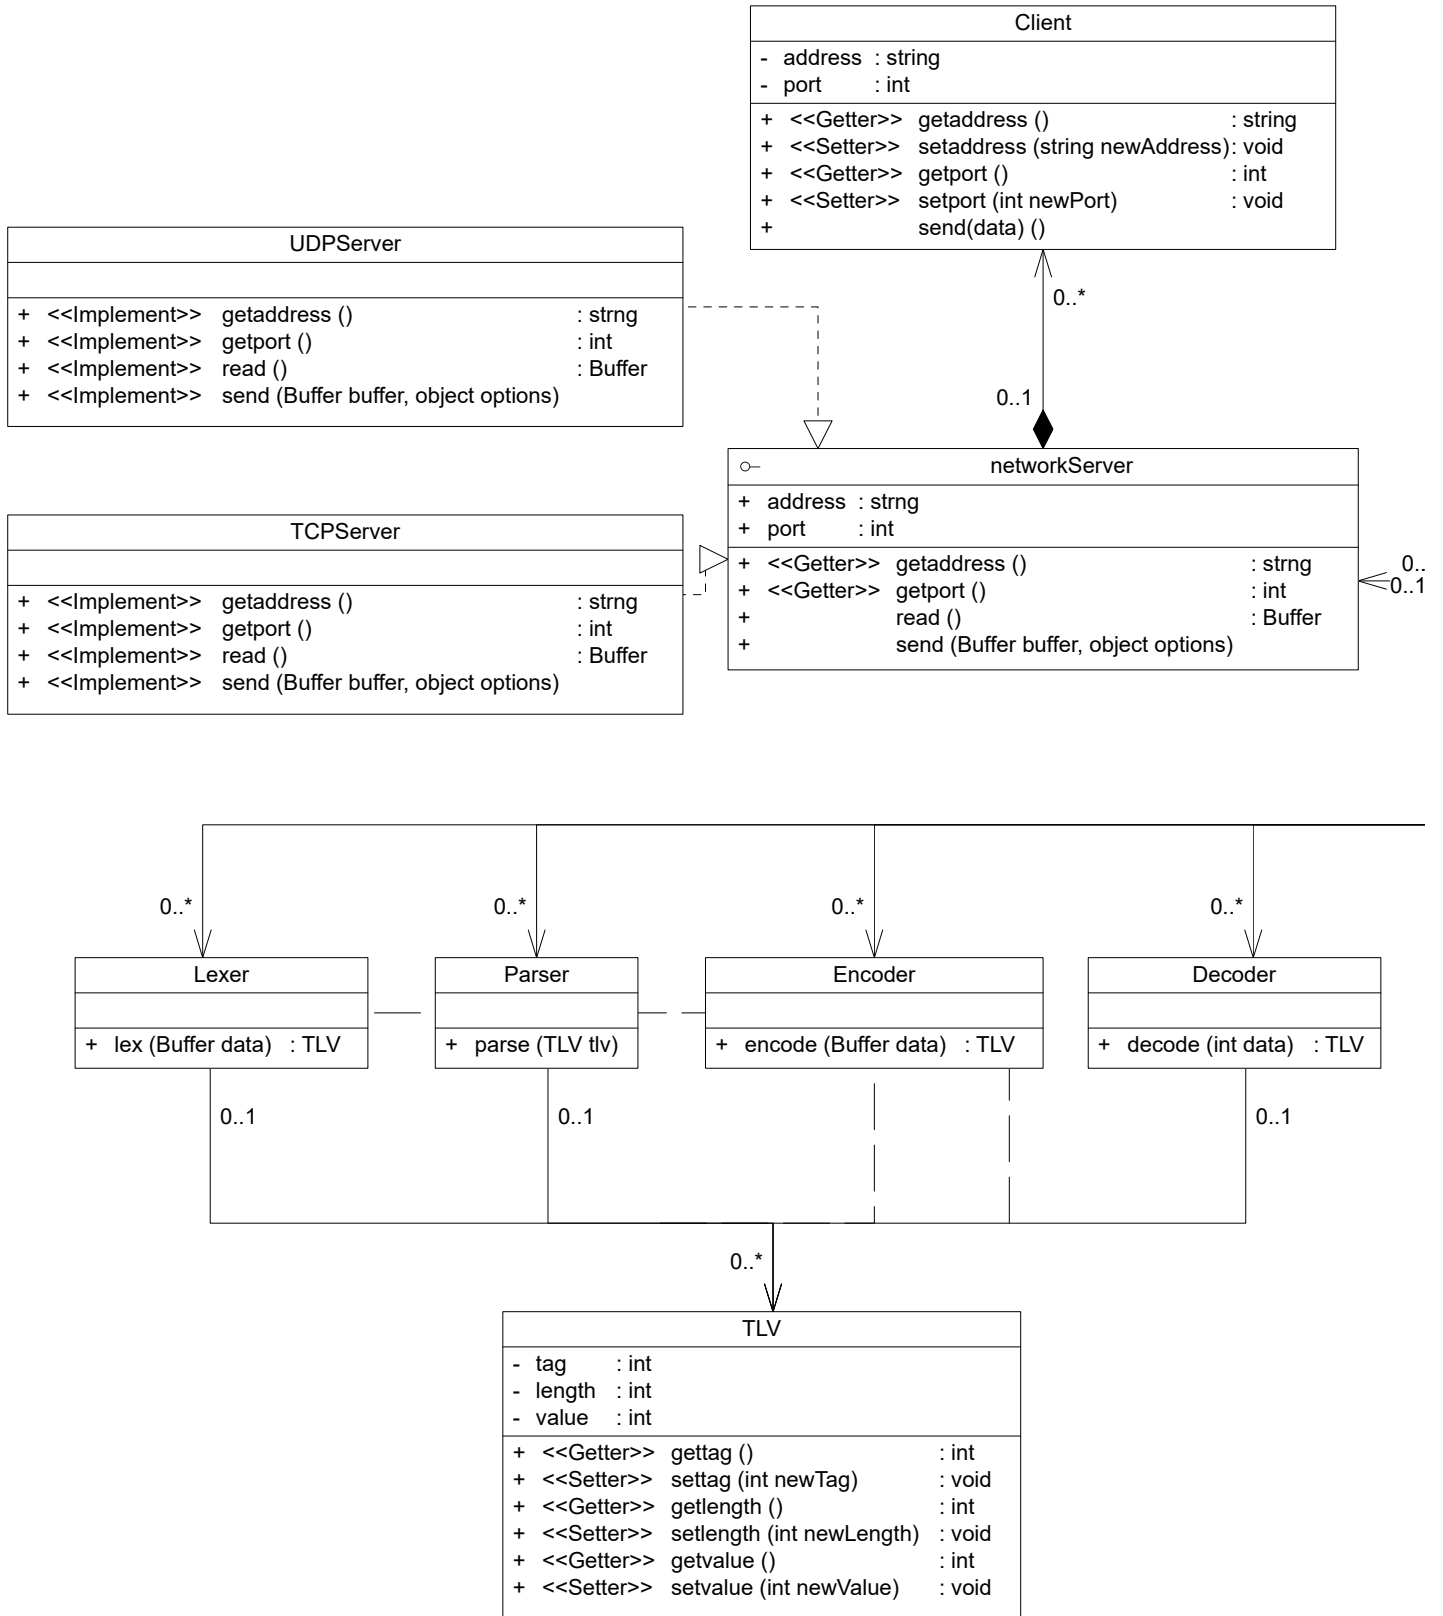 Client
- address : string
- port : int
+ <<Getter>> getaddress () : string
+ <<Setter>> setaddress (string newAddress): void
+ <<Getter>> getport () : int
+ <<Setter>> setport (int newPort) : void
+ send(data) ()
0..*
0..1
UDPServer
+ <<Implement>> getaddress () : strng
+ <<Implement>> getport () : int
+ <<Implement>> read () : Buffer
+ <<Implement>> send (Buffer buffer, object options)
networkServer
+ address : strng
+ port : int
+ <<Getter>> getaddress () : strng
+ <<Getter>> getport () : int
+ read () : Buffer
+ send (Buffer buffer, object options)
0..
0..1
TCPServer
+ <<Implement>> getaddress () : strng
+ <<Implement>> getport () : int
+ <<Implement>> read () : Buffer
+ <<Implement>> send (Buffer buffer, object options)
0..*
0..*
0..*
0..*
Lexer
+ lex (Buffer data) : TLV
Parser
+ parse (TLV tlv)
Encoder
+ encode (Buffer data) : TLV
Decoder
+ decode (int data) : TLV
0..1
0..1
0..1
0..*
TLV
- tag : int
- length : int
- value : int
+ <<Getter>> gettag () : int
+ <<Setter>> settag (int newTag) : void
+ <<Getter>> getlength () : int
+ <<Setter>> setlength (int newLength) : void
+ <<Getter>> getvalue () : int
+ <<Setter>> setvalue (int newValue) : void